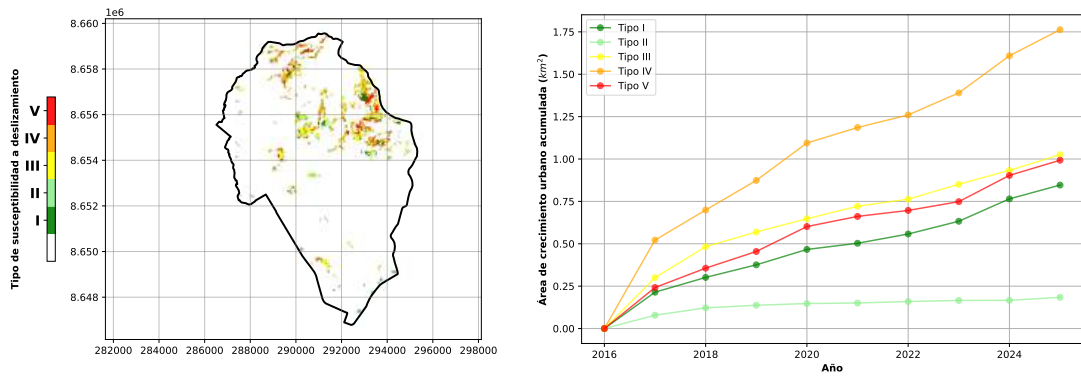 1e6
8.660
8.658
8.656
8.654
8.652
8.650
8.648
282000 284000 286000 288000 290000 292000 294000 296000 298000
Tipo de susceptibilidad a deslizamiento
V
IV
III
II
I
Área de crecimiento urbano acumulada (km²)
1.75
1.50
1.25
1.00
0.75
0.50
0.25
0.00
2016 2018 2020 2022 2024
Año
Tipo I
Tipo II
Tipo III
Tipo IV
Tipo V